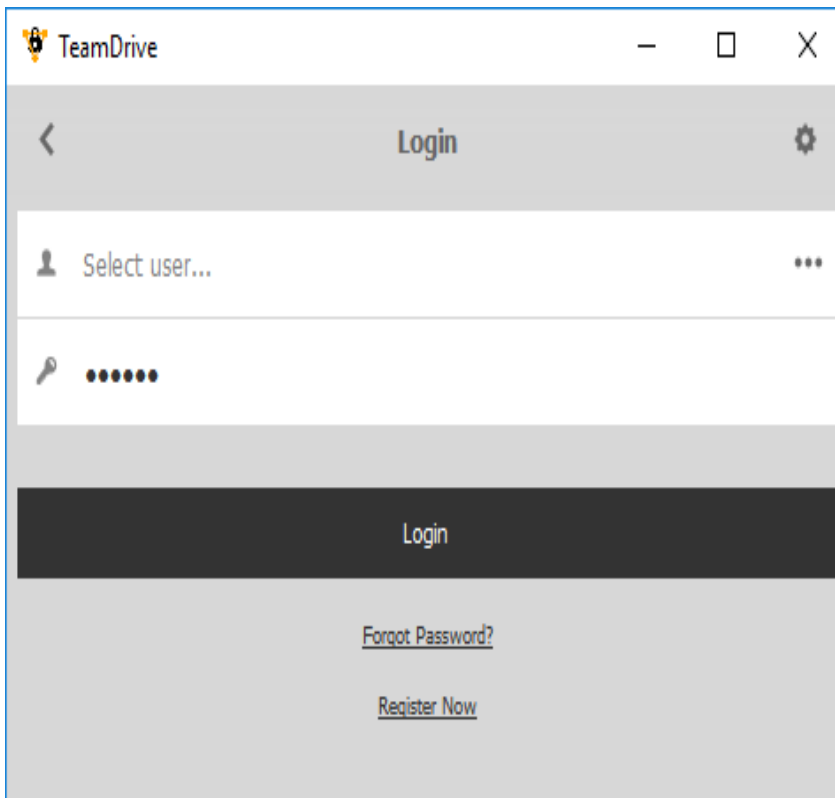 TeamDrive
Login
Select user...
••••••
Login
Forgot Password?
Register Now